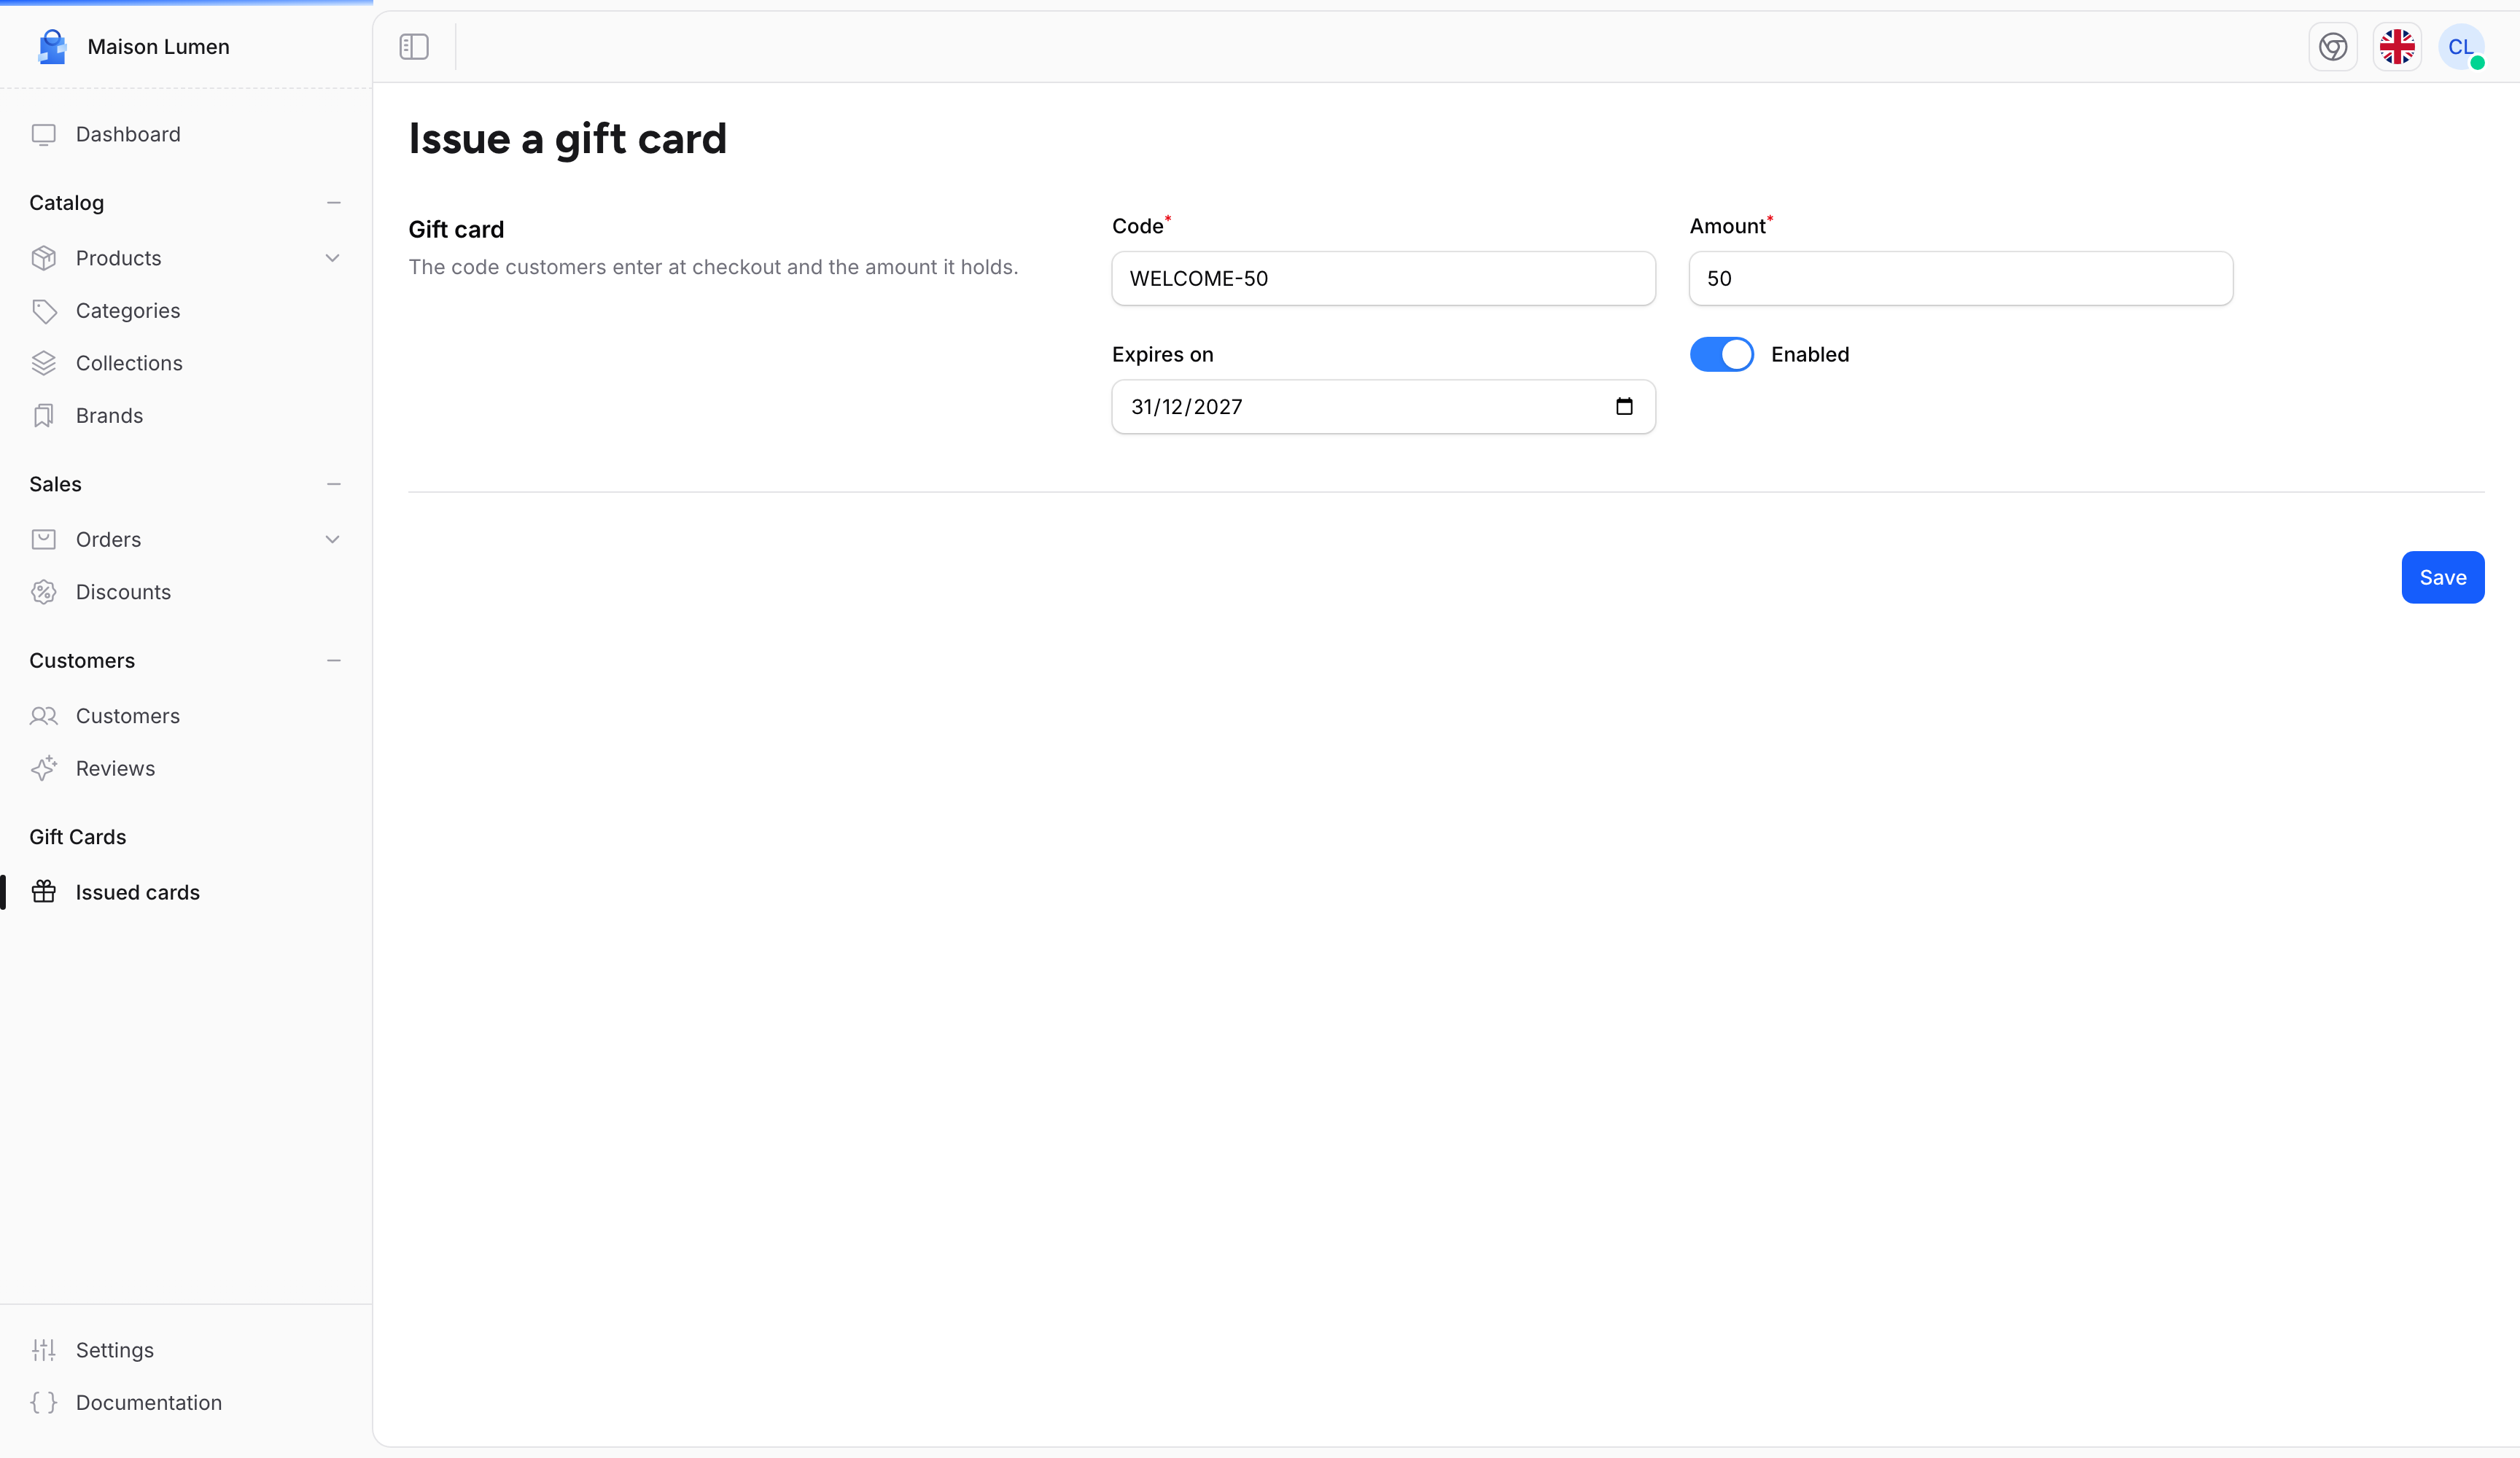 Maison Lumen
CL
Dashboard
Catalog
Products
Categories
Collections
Brands
Sales
Orders
Discounts
Customers
Customers
Reviews
Gift Cards
Issued cards
Settings
Documentation
Issue a gift card
Gift card
The code customers enter at checkout and the amount it holds.
Code*
WELCOME-50
Amount*
50
Expires on
31/12/2027
Enabled
Save